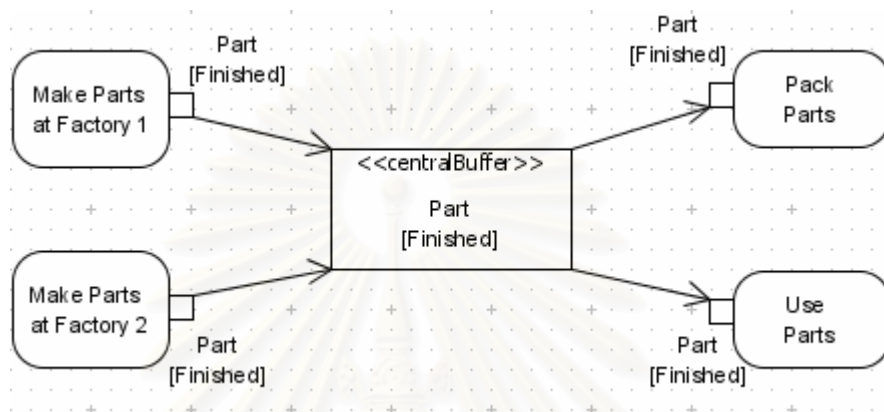 Part
[Finished]
Make Parts
at Factory 1
Part
[Finished]
Pack
Parts
<<centralBuffer>>
Part
[Finished]
Make Parts
at Factory 2
Part
[Finished]
Use
Parts
Part
[Finished]